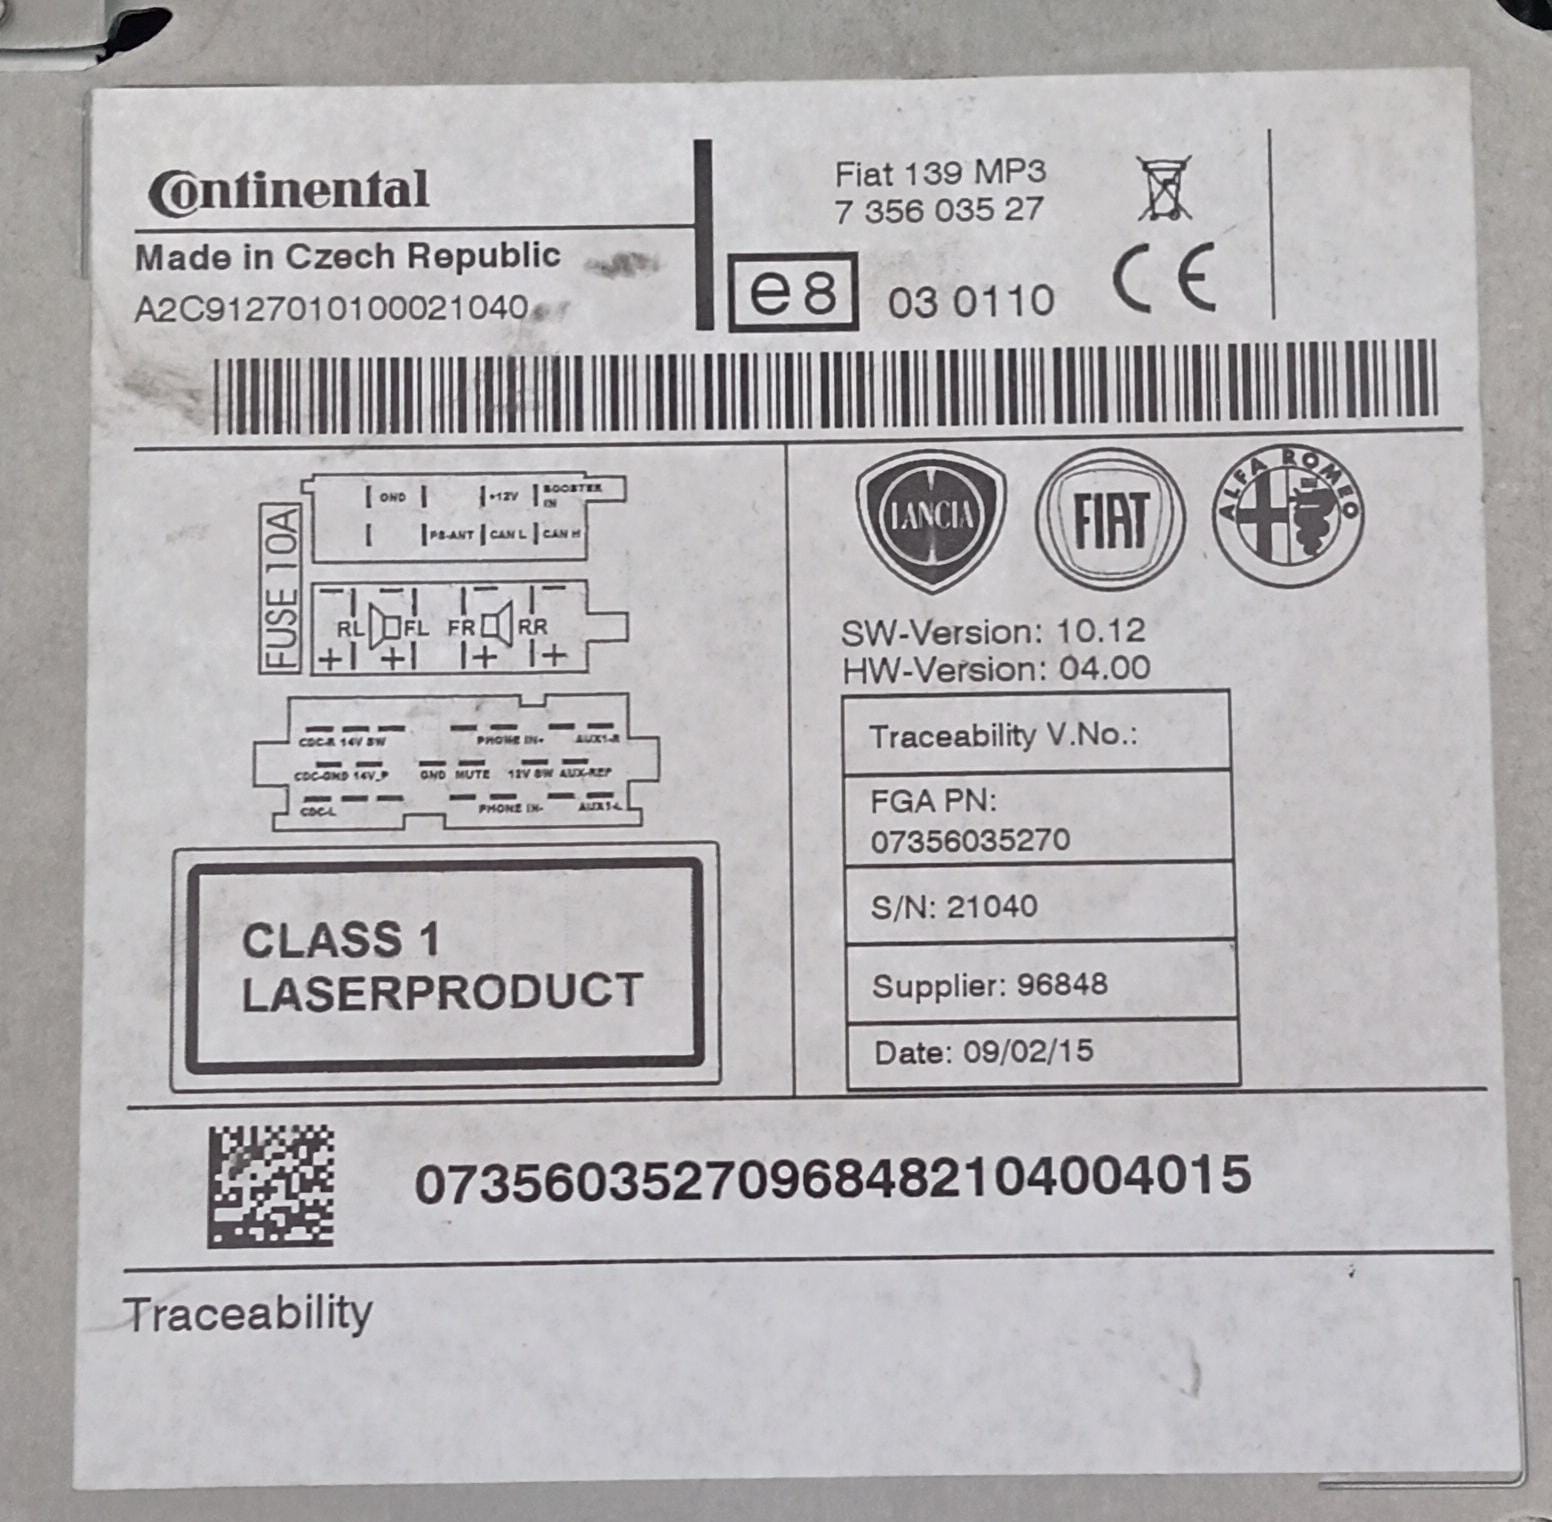 Continental
Made in Czech Republic
A2C9127010100021040
Fiat 139 MP3
7 356 035 27
e8
03 0110
CE
FUSE 10A
GND
+12V
BOOSTER
IN
PS-ANT
CAN L
CAN H
RL
FL
FR
RR
CDC-R 14V SW
PHONE IN+
AUX1-R
CDC-GND 14V_P
GND
MUTE
12V SW
AUX-REF
CDC-L
PHONE IN-
AUX1-L
LANCIA
FIAT
ALFA ROMEO
SW-Version: 10.12
HW-Version: 04.00
Traceability V.No.:
FGA PN:
07356035270
S/N: 21040
Supplier: 96848
Date: 09/02/15
CLASS 1
LASERPRODUCT
07356035270968482104004015
Traceability